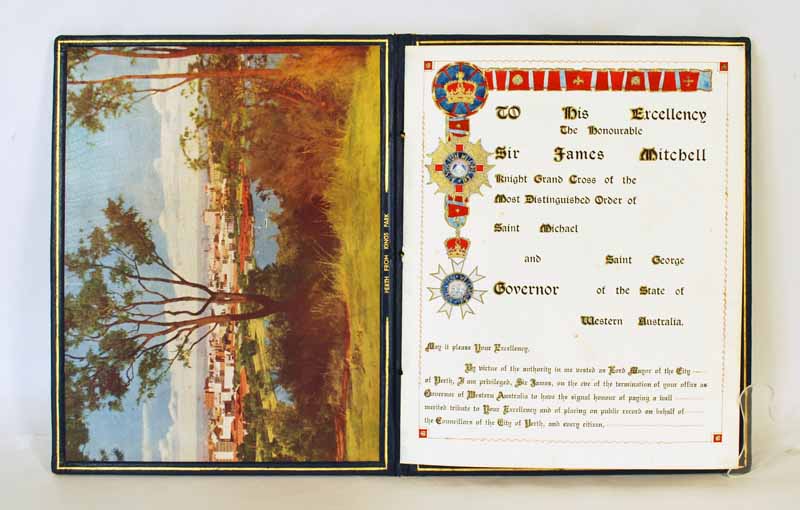 PERTH FROM KINGS PARK
TO His Excellency
The Honourable
Sir James Mitchell
Knight Grand Cross of the
Most Distinguished Order of
Saint Michael
and Saint George
Governor of the State of
Western Australia.
May it please Your Excellency,
By virtue of the authority in me vested as Lord Mayor of the City
of Perth, I am privileged, Sir James, on the eve of the termination of your office as
Governor of Western Australia to have the signal honour of paying a well
merited tribute to Your Excellency and of placing on public record on behalf of
the Councillors of the City of Perth, and every citizen,